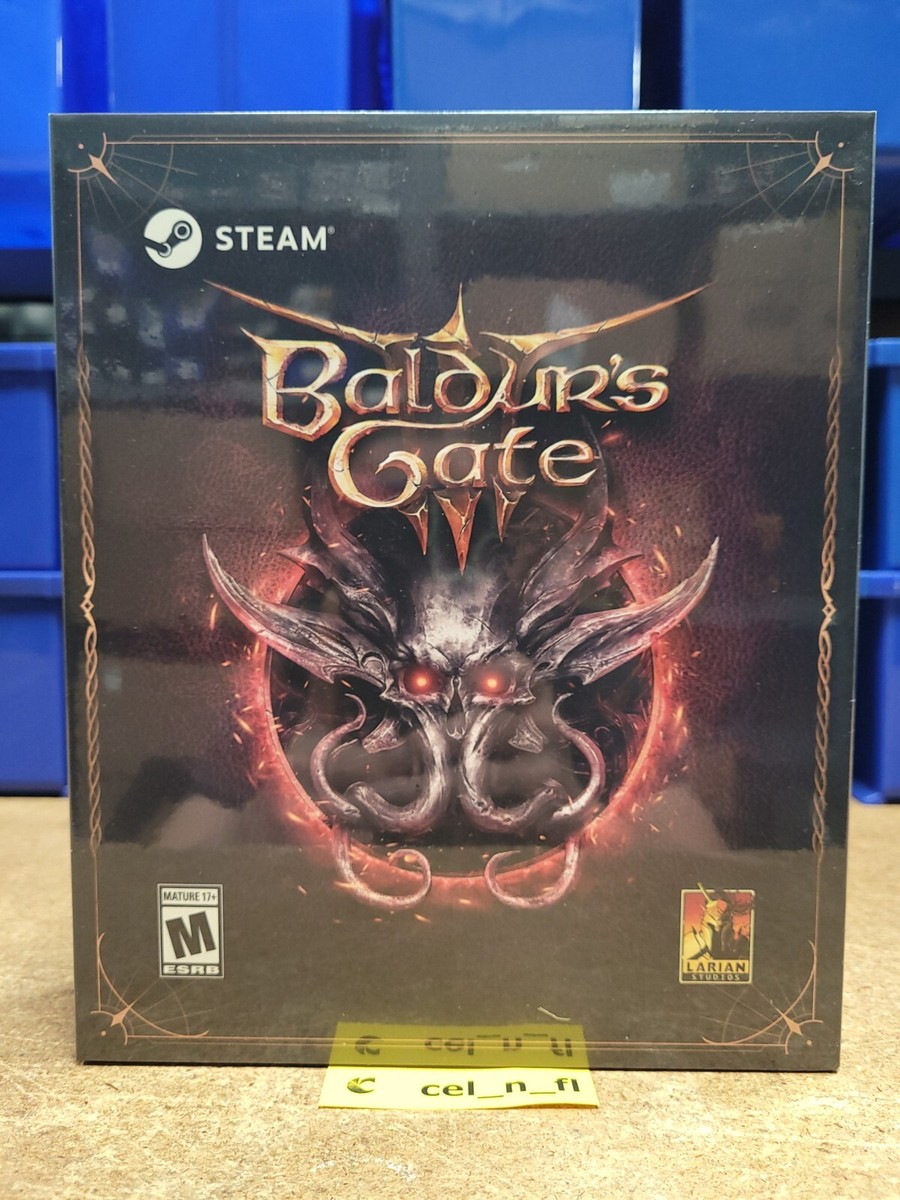 STEAM®
Baldur's
Gate
III
MATURE 17+
M
ESRB
LARIAN
STUDIOS
cel_n_fl
cel_n_fl